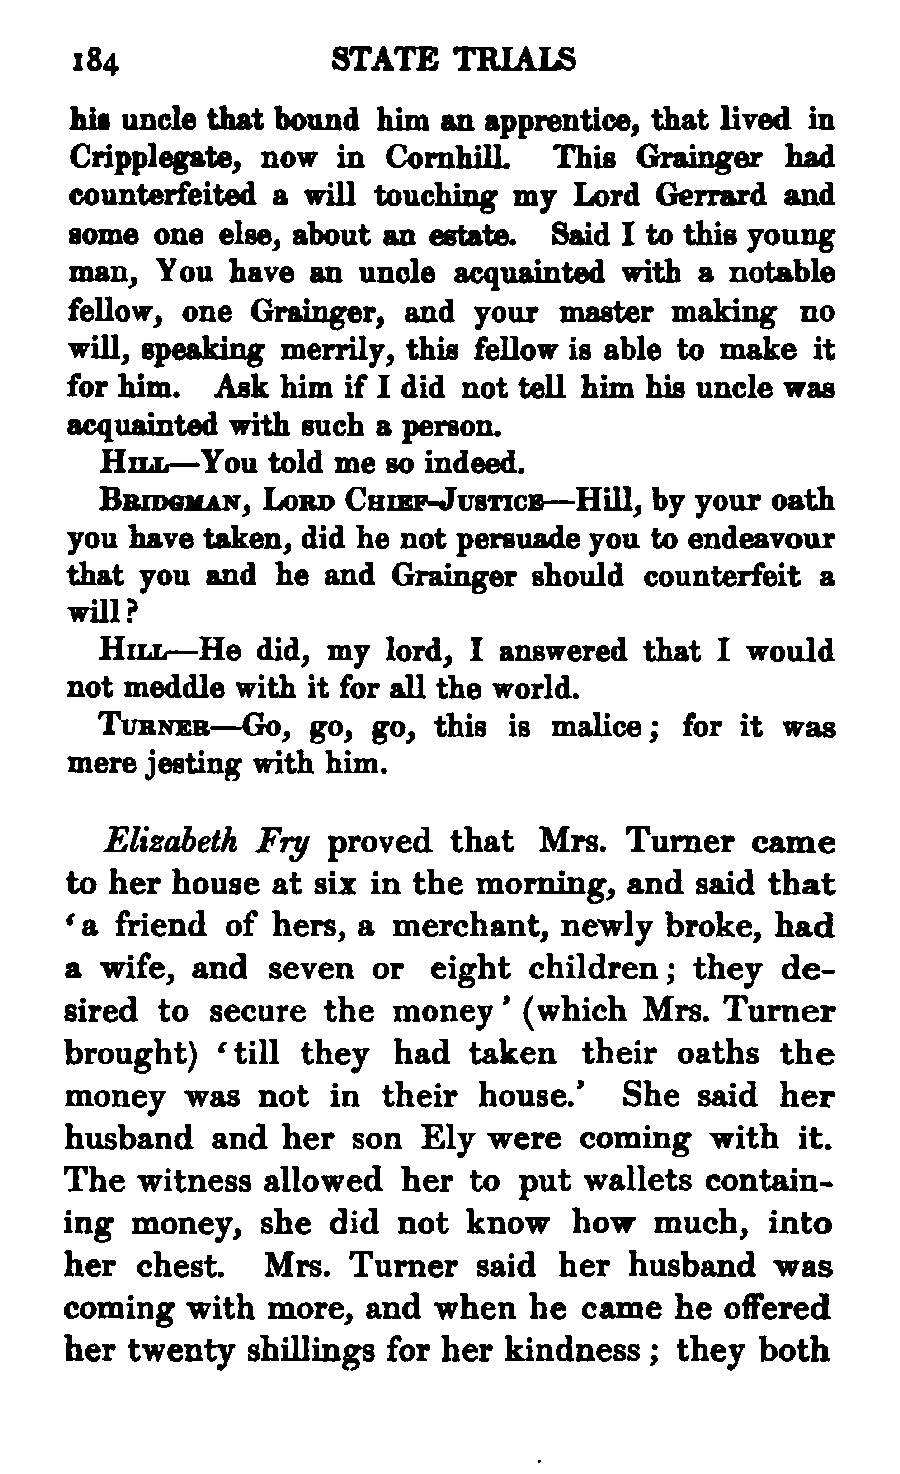 184 STATE TRIALS
his uncle that bound him an apprentice, that lived in
Cripplegate, now in Cornhill. This Grainger had
counterfeited a will touching my Lord Gerrard and
some one else, about an estate. Said I to this young
man, You have an uncle acquainted with a notable
fellow, one Grainger, and your master making no
will, speaking merrily, this fellow is able to make it
for him. Ask him if I did not tell him his uncle was
acquainted with such a person.
HILL—You told me so indeed.
BRIDGMAN, LORD CHIEF-JUSTICE—Hill, by your oath
you have taken, did he not persuade you to endeavour
that you and he and Grainger should counterfeit a
will?
HILL—He did, my lord, I answered that I would
not meddle with it for all the world.
TURNER—Go, go, go, this is malice; for it was
mere jesting with him.
Elizabeth Fry proved that Mrs. Turner came
to her house at six in the morning, and said that
‘a friend of hers, a merchant, newly broke, had
a wife, and seven or eight children; they de-
sired to secure the money’ (which Mrs. Turner
brought) ‘till they had taken their oaths the
money was not in their house.’ She said her
husband and her son Ely were coming with it.
The witness allowed her to put wallets contain-
ing money, she did not know how much, into
her chest. Mrs. Turner said her husband was
coming with more, and when he came he offered
her twenty shillings for her kindness; they both